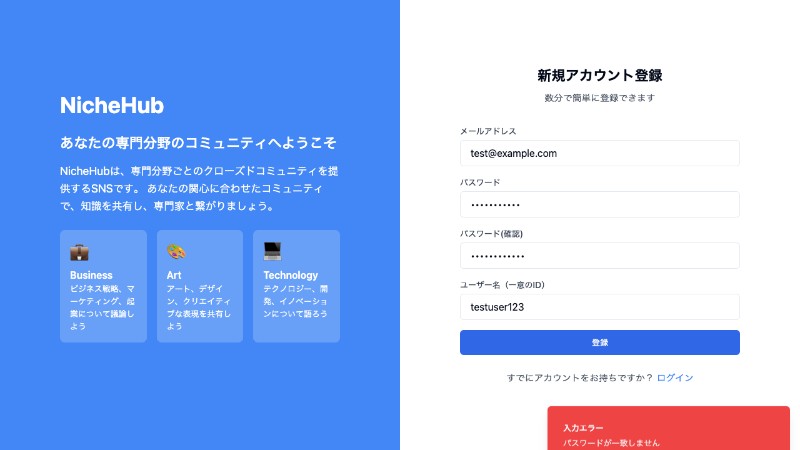 NicheHub
あなたの専門分野のコミュニティへようこそ
NicheHubは、専門分野ごとのクローズドコミュニティを提
供するSNSです。 あなたの関心に合わせたコミュニティ
で、知識を共有し、専門家と繋がりましょう。
Business
ビジネス戦略、マ
ーケティング、起
業について議論し
よう
Art
アート、デザイ
ン、クリエイティ
ブな表現を共有し
よう
Technology
テクノロジー、開
発、イノベーショ
ンについて語ろう
新規アカウント登録
数分で簡単に登録できます
メールアドレス
test@example.com
パスワード
•••••••••••
パスワード(確認)
••••••••••••
ユーザー名（一意のID）
testuser123
登録
すでにアカウントをお持ちですか？ ログイン
入力エラー
パスワードが一致しません